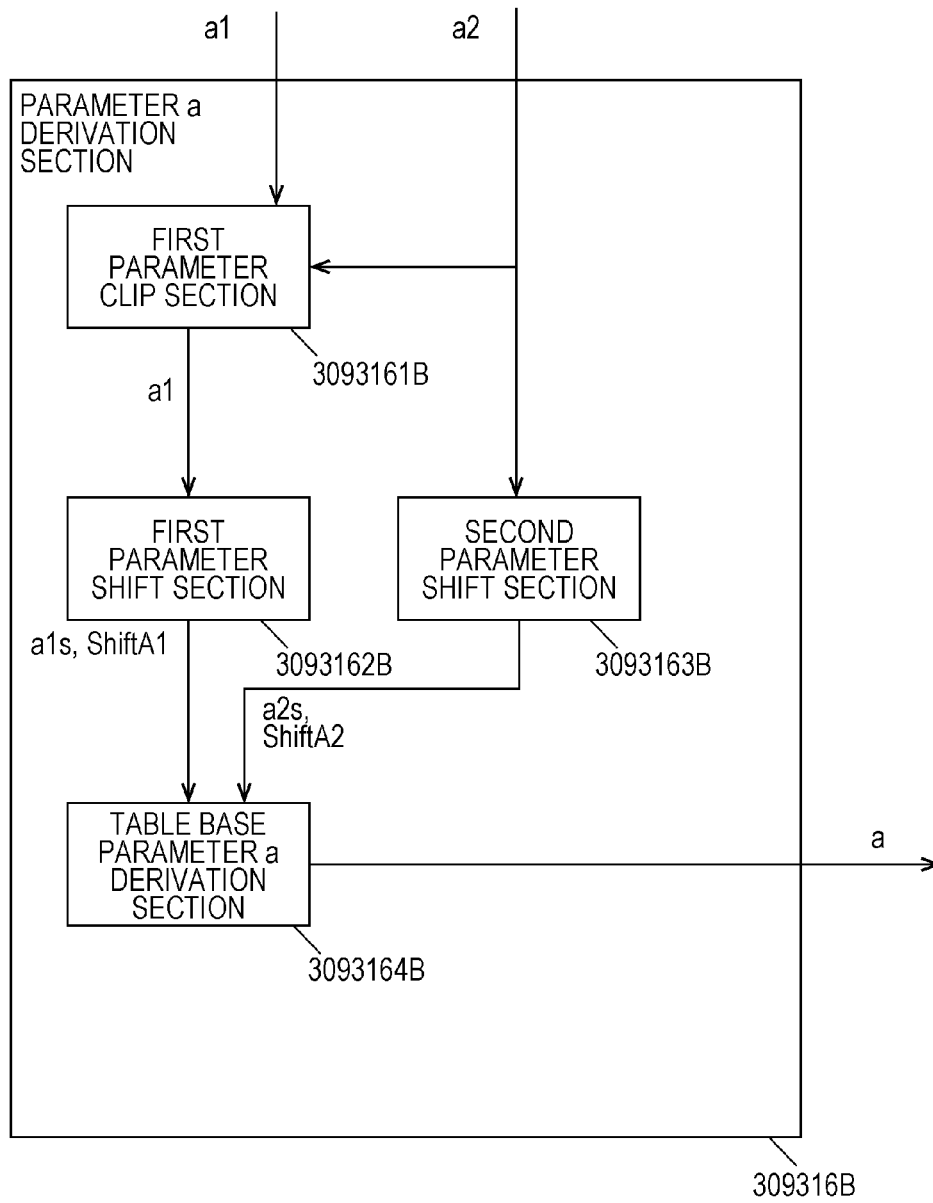 a1
a2
PARAMETER a
DERIVATION
SECTION
FIRST
PARAMETER
CLIP SECTION
3093161B
a1
FIRST
PARAMETER
SHIFT SECTION
SECOND
PARAMETER
SHIFT SECTION
a1s, ShiftA1
3093162B
3093163B
a2s,
ShiftA2
TABLE BASE
PARAMETER a
DERIVATION
SECTION
a
3093164B
309316B